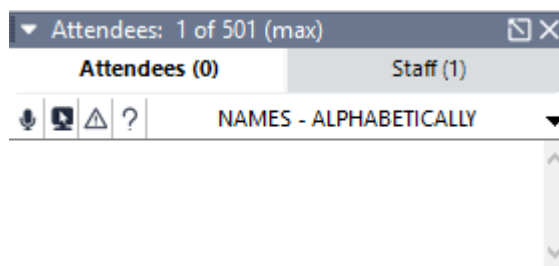 Attendees: 1 of 501 (max)
Attendees (0) Staff (1)
? NAMES - ALPHABETICALLY